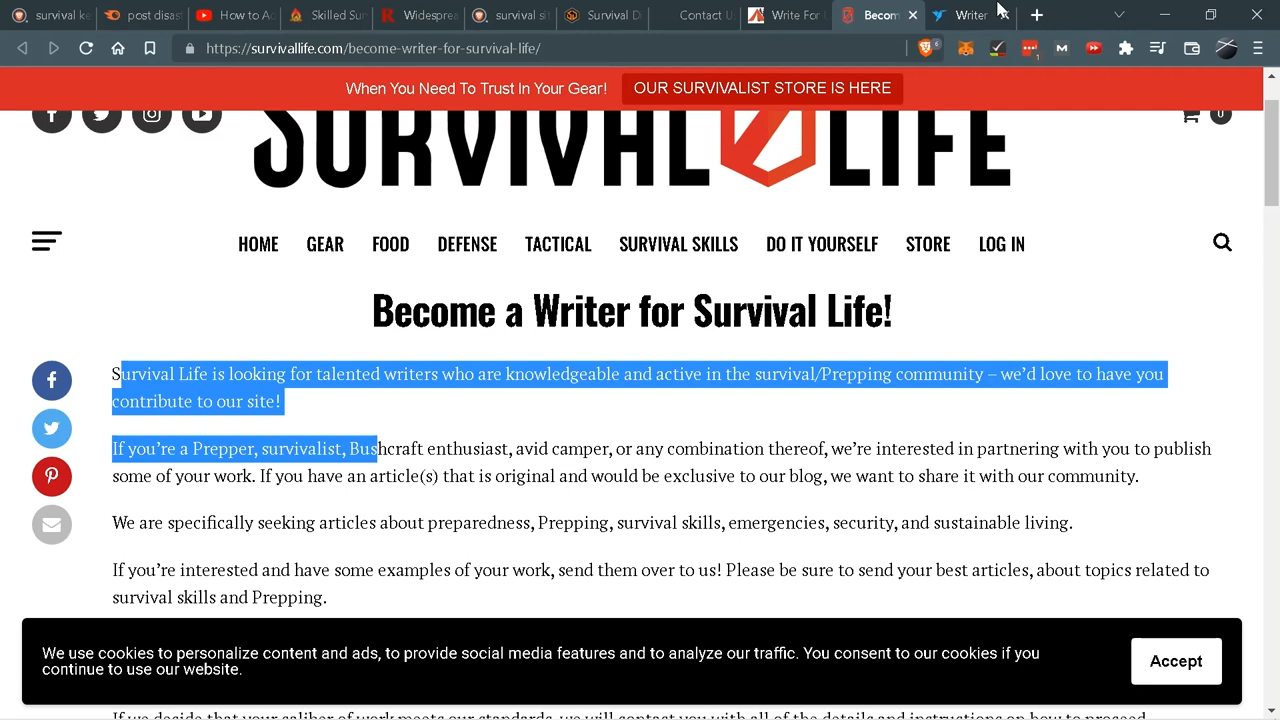 survival ke
post disast
How to Ac
Skilled Sur
Widesprea
survival sit
Survival Di
Contact U
Write For U
Becom
Writer
https://survivallife.com/become-writer-for-survival-life/
6
1
When You Need To Trust In Your Gear!
OUR SURVIVALIST STORE IS HERE
SURVIVAL LIFE
0
HOME GEAR FOOD DEFENSE TACTICAL SURVIVAL SKILLS DO IT YOURSELF STORE LOG IN
Become a Writer for Survival Life!
Survival Life is looking for talented writers who are knowledgeable and active in the survival/Prepping community – we’d love to have you
contribute to our site!
If you’re a Prepper, survivalist, Bushcraft enthusiast, avid camper, or any combination thereof, we’re interested in partnering with you to publish
some of your work. If you have an article(s) that is original and would be exclusive to our blog, we want to share it with our community.
We are specifically seeking articles about preparedness, Prepping, survival skills, emergencies, security, and sustainable living.
If you’re interested and have some examples of your work, send them over to us! Please be sure to send your best articles, about topics related to
survival skills and Prepping.
We use cookies to personalize content and ads, to provide social media features and to analyze our traffic. You consent to our cookies if you
continue to use our website.
Accept
If we decide that your caliber of work meets our standards, we will contact you with all of the details and instructions on how to proceed.